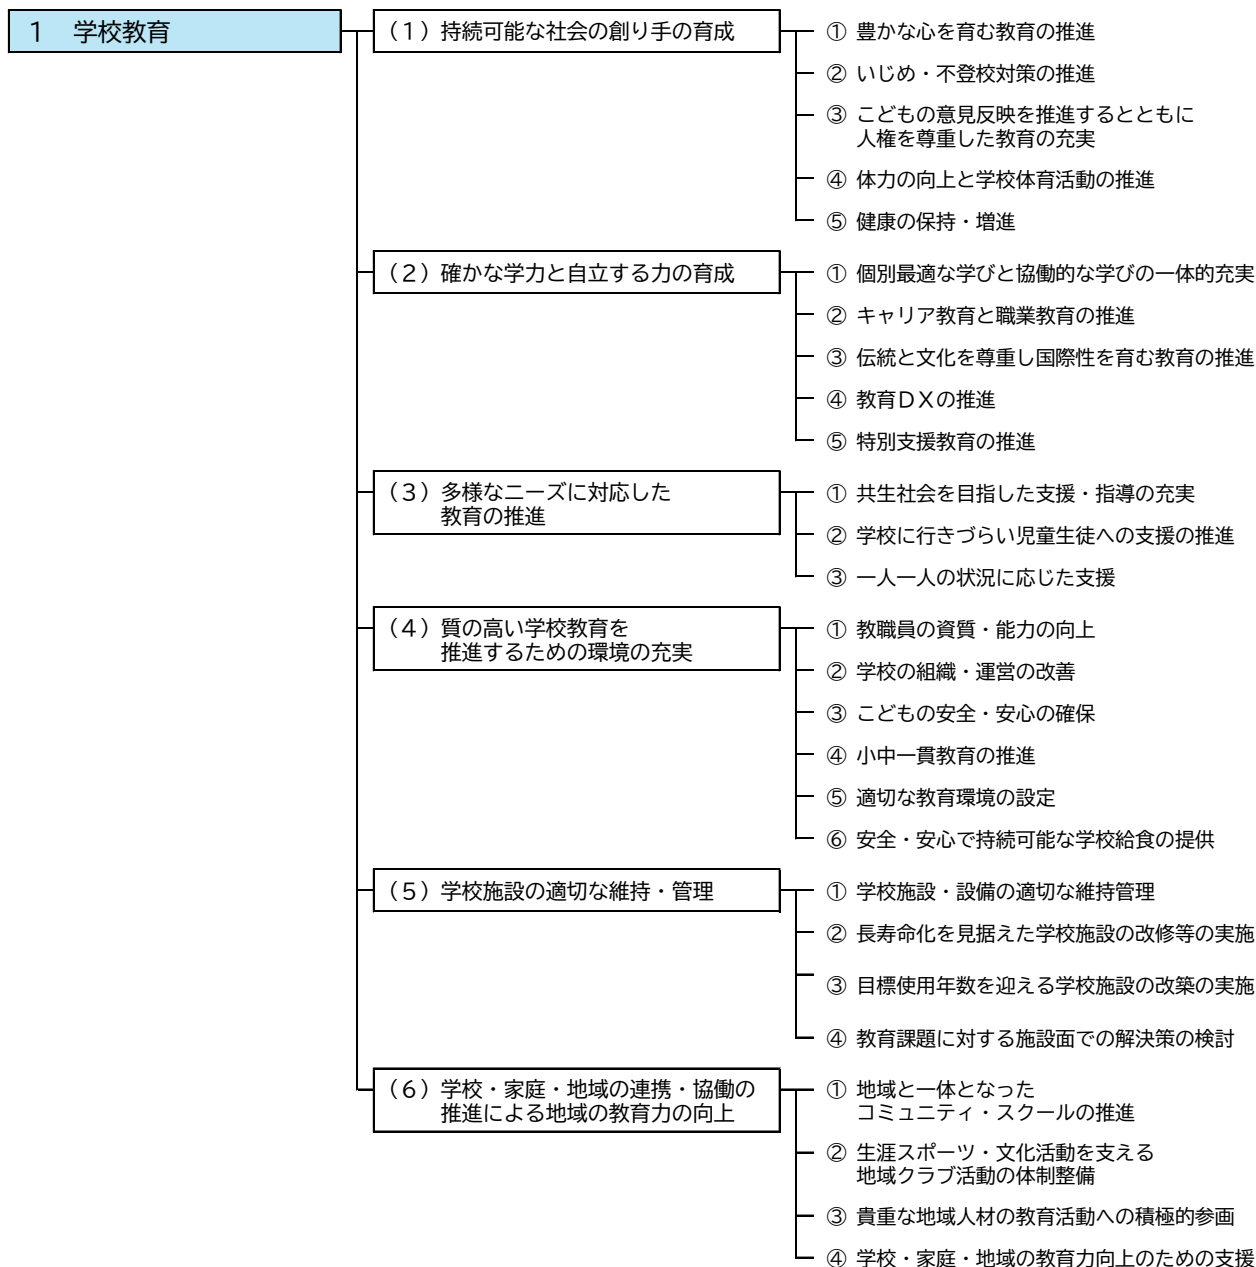 1 学校教育
(1)持続可能な社会の創り手の育成
① 豊かな心を育む教育の推進
② いじめ・不登校対策の推進
③ こどもの意見反映を推進するとともに
人権を尊重した教育の充実
④ 体力の向上と学校体育活動の推進
⑤ 健康の保持・増進
(2)確かな学力と自立する力の育成
① 個別最適な学びと協働的な学びの一体的充実
② キャリア教育と職業教育の推進
③ 伝統と文化を尊重し国際性を育む教育の推進
④ 教育DXの推進
⑤ 特別支援教育の推進
(3)多様なニーズに対応した
教育の推進
① 共生社会を目指した支援・指導の充実
② 学校に行きづらい児童生徒への支援の推進
③ 一人一人の状況に応じた支援
(4)質の高い学校教育を
推進するための環境の充実
① 教職員の資質・能力の向上
② 学校の組織・運営の改善
③ こどもの安全・安心の確保
④ 小中一貫教育の推進
⑤ 適切な教育環境の設定
⑥ 安全・安心で持続可能な学校給食の提供
(5)学校施設の適切な維持・管理
① 学校施設・設備の適切な維持管理
② 長寿命化を見据えた学校施設の改修等の実施
③ 目標使用年数を迎える学校施設の改築の実施
④ 教育課題に対する施設面での解決策の検討
(6)学校・家庭・地域の連携・協働の
推進による地域の教育力の向上
① 地域と一体となった
コミュニティ・スクールの推進
② 生涯スポーツ・文化活動を支える
地域クラブ活動の体制整備
③ 貴重な地域人材の教育活動への積極的参画
④ 学校・家庭・地域の教育力向上のための支援